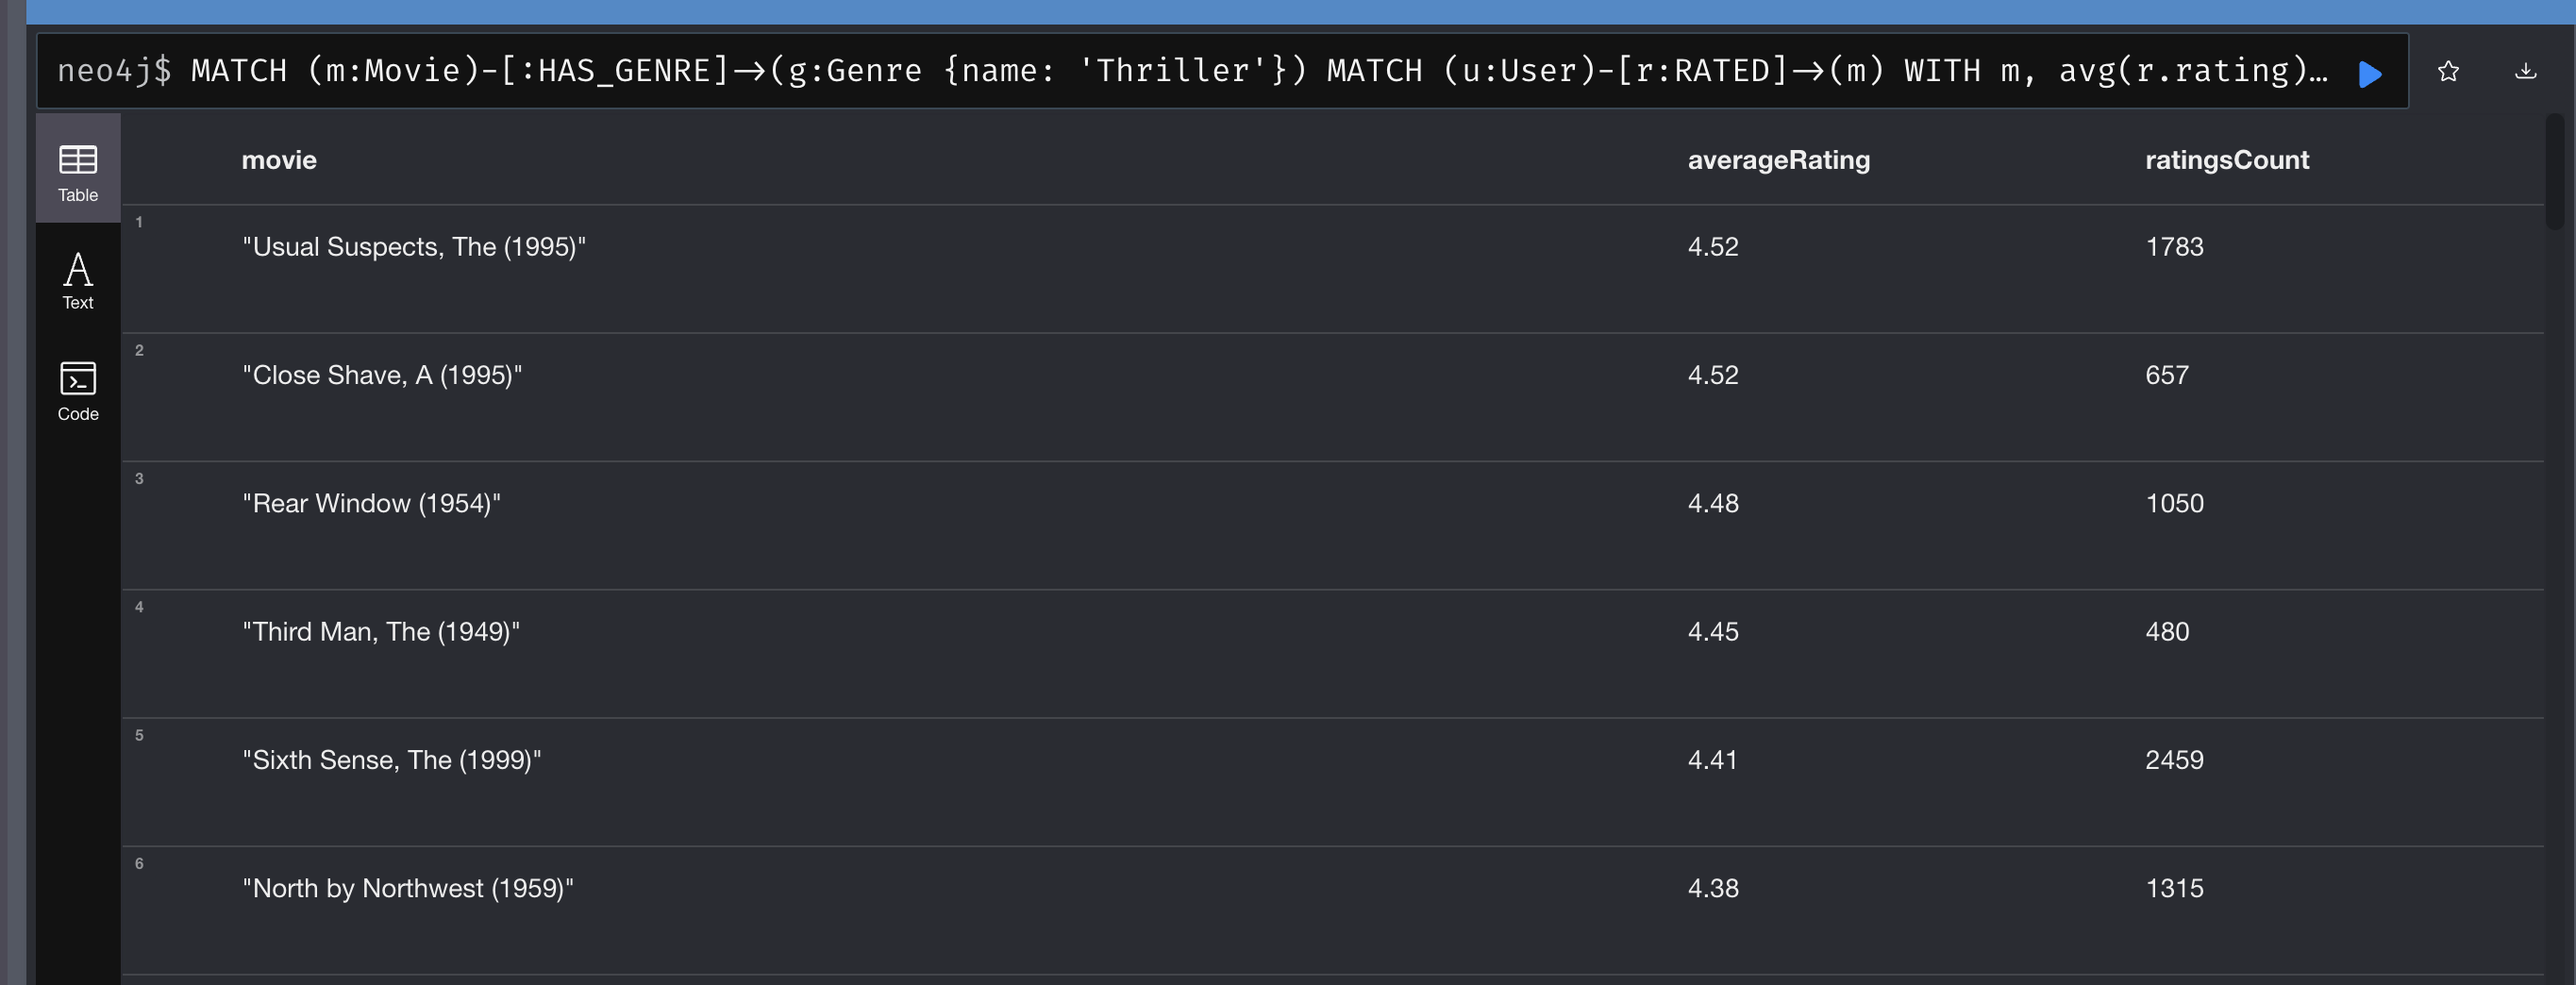 neo4j$ MATCH (m:Movie)-[:HAS_GENRE]→(g:Genre {name: 'Thriller'}) MATCH (u:User)-[r:RATED]→(m) WITH m, avg(r.rating)…
Table
Text
Code
movie averageRating ratingsCount
1 "Usual Suspects, The (1995)" 4.52 1783
2 "Close Shave, A (1995)" 4.52 657
3 "Rear Window (1954)" 4.48 1050
4 "Third Man, The (1949)" 4.45 480
5 "Sixth Sense, The (1999)" 4.41 2459
6 "North by Northwest (1959)" 4.38 1315